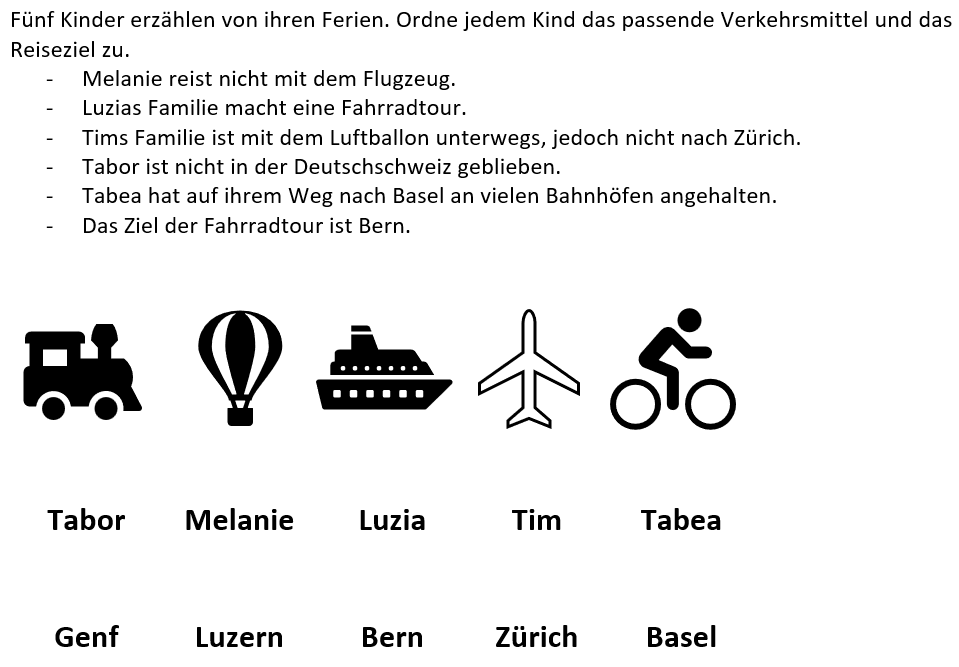 Fünf Kinder erzählen von ihren Ferien. Ordne jedem Kind das passende Verkehrsmittel und das
Reiseziel zu.
- Melanie reist nicht mit dem Flugzeug.
- Luzias Familie macht eine Fahrradtour.
- Tims Familie ist mit dem Luftballon unterwegs, jedoch nicht nach Zürich.
- Tabor ist nicht in der Deutschschweiz geblieben.
- Tabea hat auf ihrem Weg nach Basel an vielen Bahnhöfen angehalten.
- Das Ziel der Fahrradtour ist Bern.
Tabor Melanie Luzia Tim Tabea
Genf Luzern Bern Zürich Basel